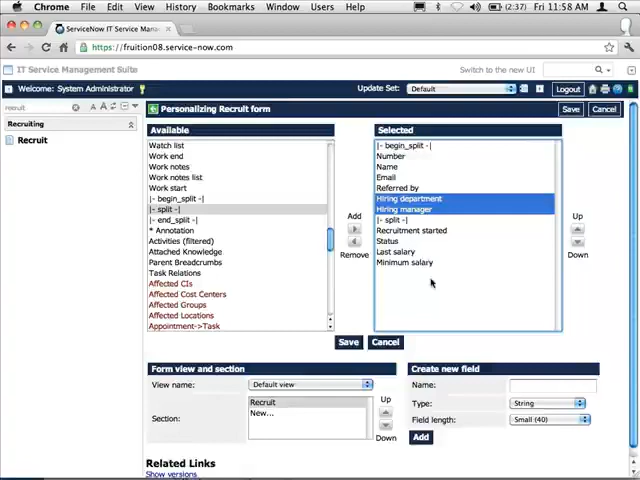 Chrome File Edit View History Bookmarks Window Users Help (2:37) Fri 11:58 AM
ServiceNow IT Service Mana
https://fruition08.service-now.com
IT Service Management Suite
Switch to the new UI
Welcome: System Administrator
Update Set: Default
Logout
recruit
A A
Personalizing Recruit form
Save Cancel
Recruiting
Recruit
Available
Watch list
Work end
Work notes
Work notes list
Work start
|- begin_split -|
|- split -|
|- end_split -|
* Annotation
Activities (filtered)
Attached Knowledge
Parent Breadcrumbs
Task Relations
Affected CIs
Affected Cost Centers
Affected Groups
Affected Locations
Appointment->Task
Add
Remove
Selected
|- begin_split -|
Number
Name
Email
Referred by
Hiring department
Hiring manager
|- split -|
Recruitment started
Status
Last salary
Minimum salary
Up
Down
Save Cancel
Form view and section
View name: Default view
Section:
Recruit
New...
Up
Down
Create new field
Name:
Type: String
Field length: Small (40)
Add
Related Links
Show versions